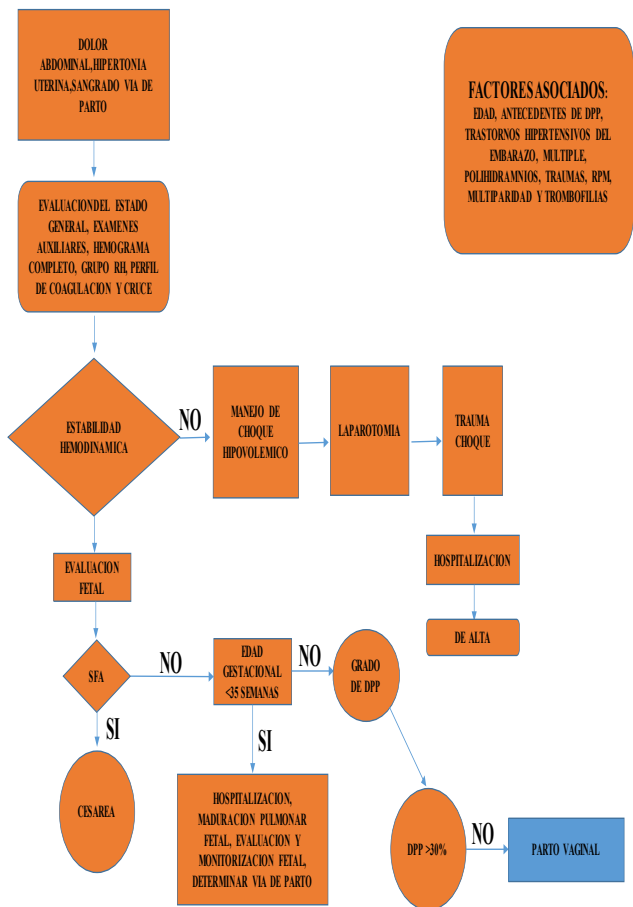 DOLOR
ABDOMINAL,HIPERTONIA
UTERINA,SANGRADO VIA DE
PARTO
FACTORES ASOCIADOS:
EDAD, ANTECEDENTES DE DPP,
TRASTORNOS HIPERTENSIVOS DEL
EMBARAZO, MULTIPLE,
POLIHIDRAMNIOS, TRAUMAS, RPM,
MULTIPARIDAD Y TROMBOFILIAS
EVALUACION DEL ESTADO
GENERAL, EXAMENES
AUXILIARES, HEMOGRAMA
COMPLETO, GRUPO RH, PERFIL
DE COAGULACION Y CRUCE
ESTABILIDAD
HEMODINAMICA
NO
MANEJO DE
CHOQUE
HIPOVOLEMICO
LAPAROTOMIA
TRAUMA
CHOQUE
HOSPITALIZACION
DE ALTA
EVALUACION
FETAL
SFA
NO
EDAD
GESTACIONAL
<35 SEMANAS
NO
GRADO
DE DPP
SI
CESAREA
SI
HOSPITALIZACION,
MADURACION PULMONAR
FETAL, EVALUACION Y
MONITORIZACION FETAL,
DETERMINAR VIA DE PARTO
DPP >30%
NO
PARTO VAGINAL